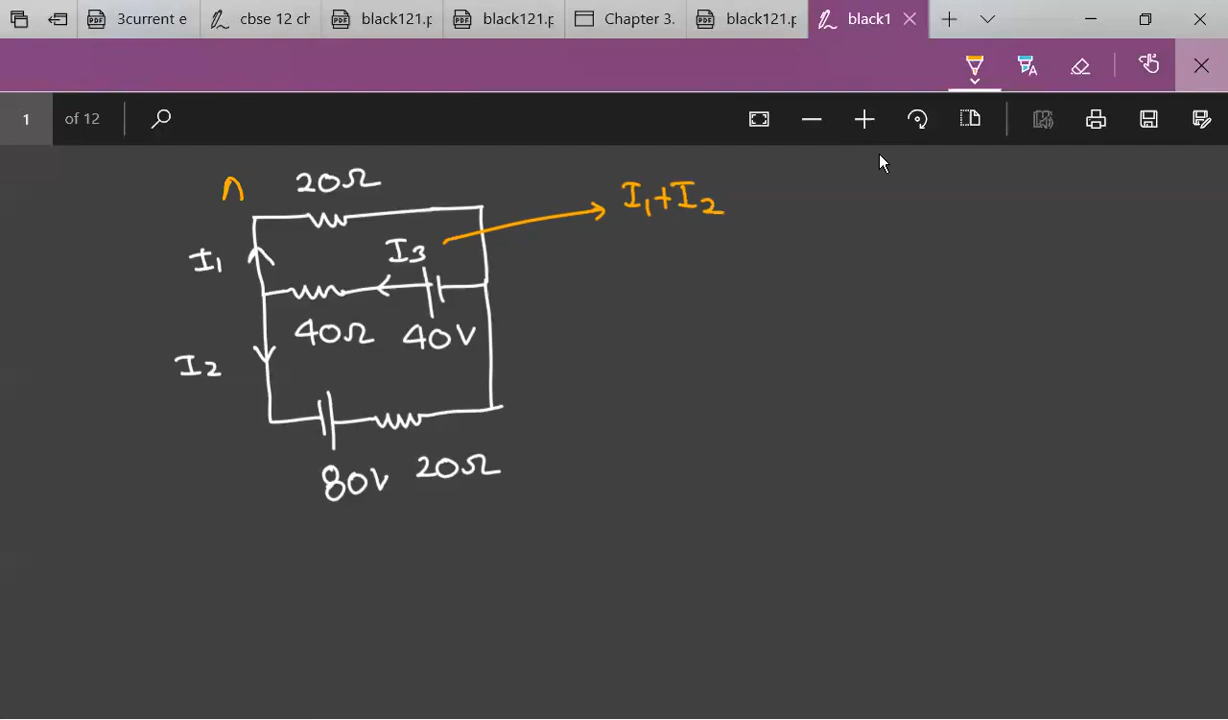 3current e
cbse 12 ch
black121.p
black121.p
Chapter 3.
black121.p
black1
1 of 12
20Ω
I₁+I₂
I₁
I₃
40Ω 40V
I₂
80V 20Ω